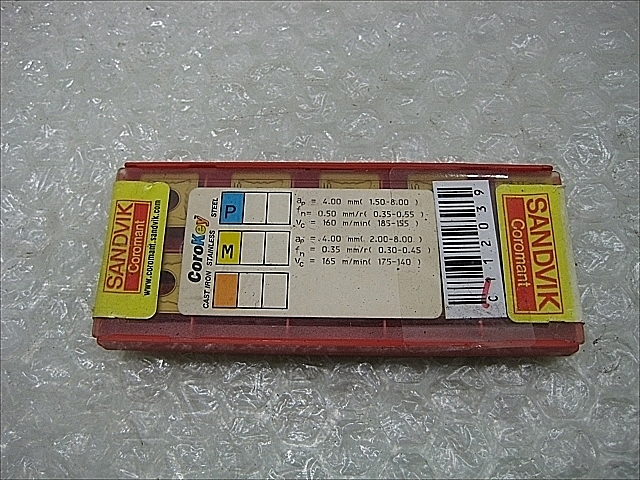 SANDVIK
Coromant
www.coromant.sandvik.com
CoroKey
STEEL
P
ap = 4.00 mm( 1.50-8.00 )
fn = 0.50 mm/r( 0.35-0.55 )
vc = 160 m/min( 185-155 )
STAINLESS
M
ap = 4.00 mm( 2.00-8.00 )
fn = 0.35 mm/r( 0.30-0.45 )
vc = 165 m/min( 175-140 )
CAST IRON
C112039
SANDVIK
Coromant